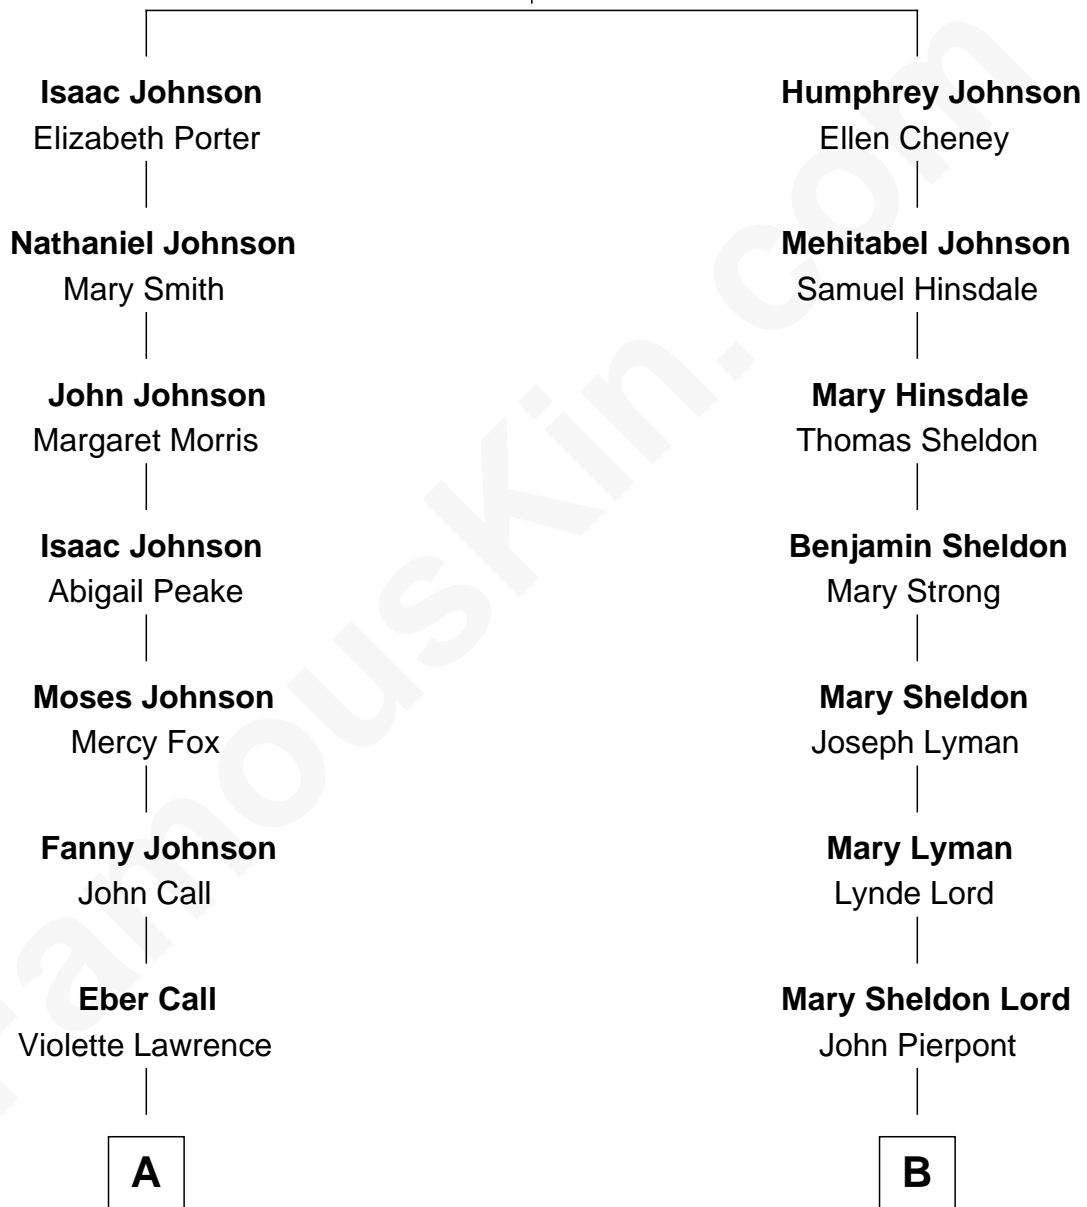 Isaac Johnson
Elizabeth Porter
Nathaniel Johnson
Mary Smith
John Johnson
Margaret Morris
Isaac Johnson
Abigail Peake
Moses Johnson
Mercy Fox
Fanny Johnson
John Call
Eber Call
Violette Lawrence
A
Humphrey Johnson
Ellen Cheney
Mehitabel Johnson
Samuel Hinsdale
Mary Hinsdale
Thomas Sheldon
Benjamin Sheldon
Mary Strong
Mary Sheldon
Joseph Lyman
Mary Lyman
Lynde Lord
Mary Sheldon Lord
John Pierpont
B
FamousKin.com